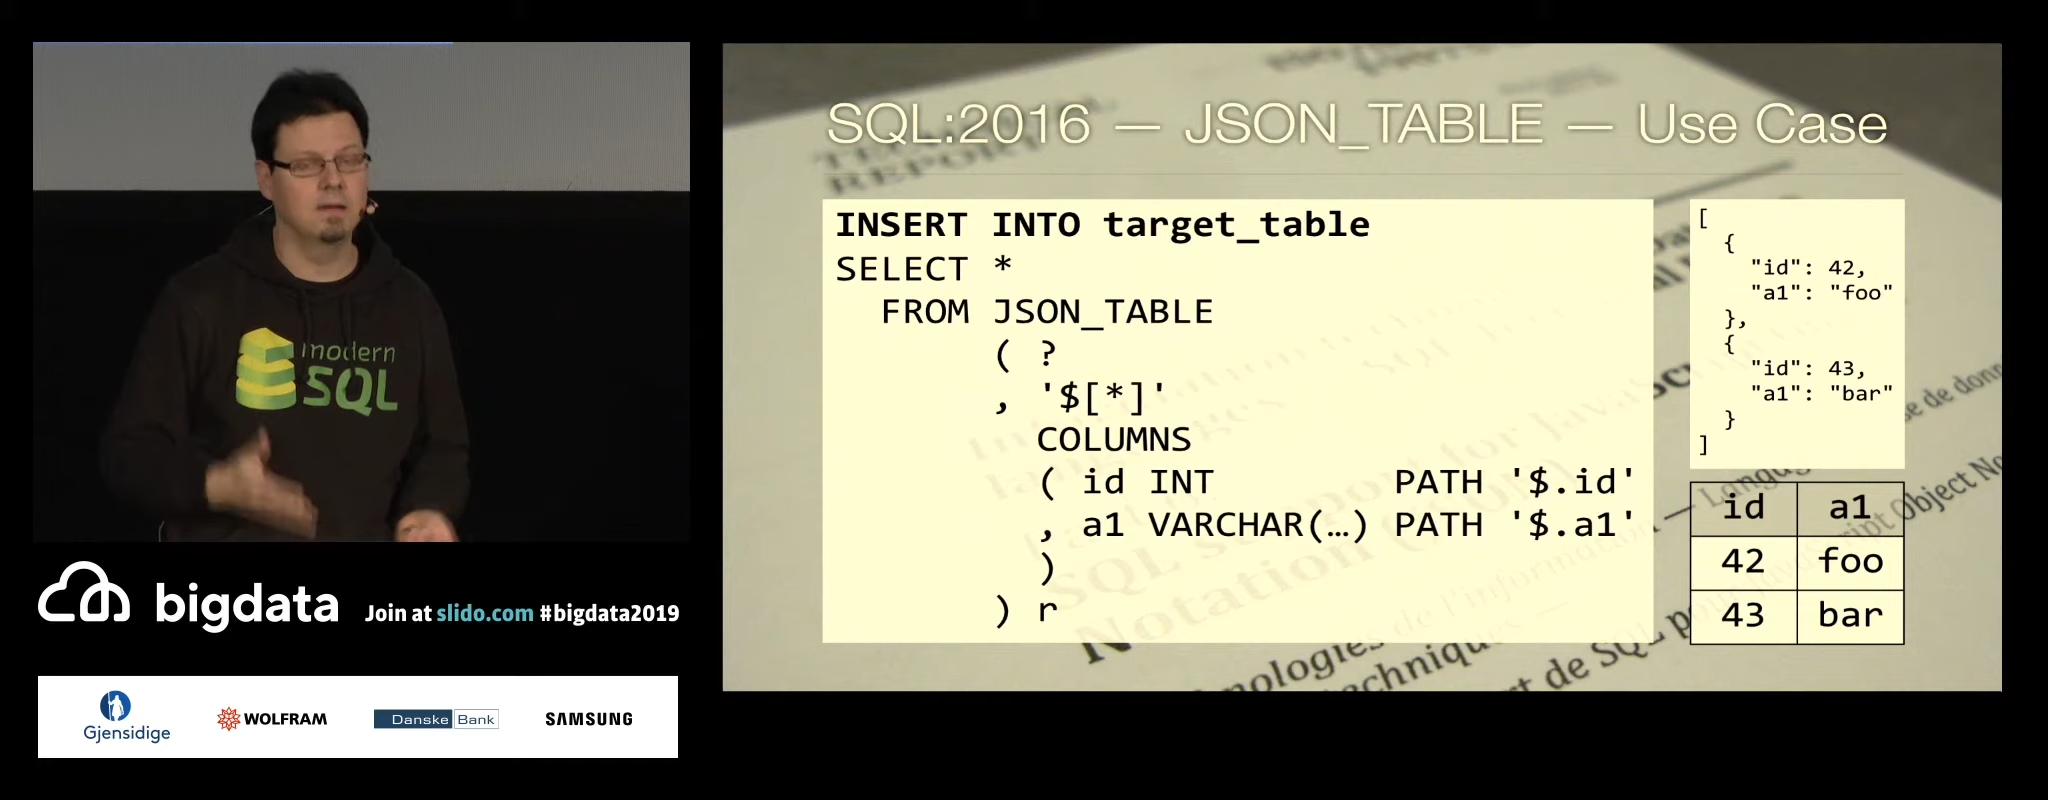 modern
SQL
bigdata
Join at slido.com #bigdata2019
Gjensidige
WOLFRAM
Danske Bank
SAMSUNG
SQL:2016 — JSON_TABLE — Use Case
TECHNICAL
REPORT
INSERT INTO target_table
SELECT *
FROM JSON_TABLE
( ?
, '$[*]'
COLUMNS
( id INT PATH '$.id'
, a1 VARCHAR(…) PATH '$.a1'
)
) r
[
{
"id": 42,
"a1": "foo"
},
{
"id": 43,
"a1": "bar"
}
]
id a1
42 foo
43 bar